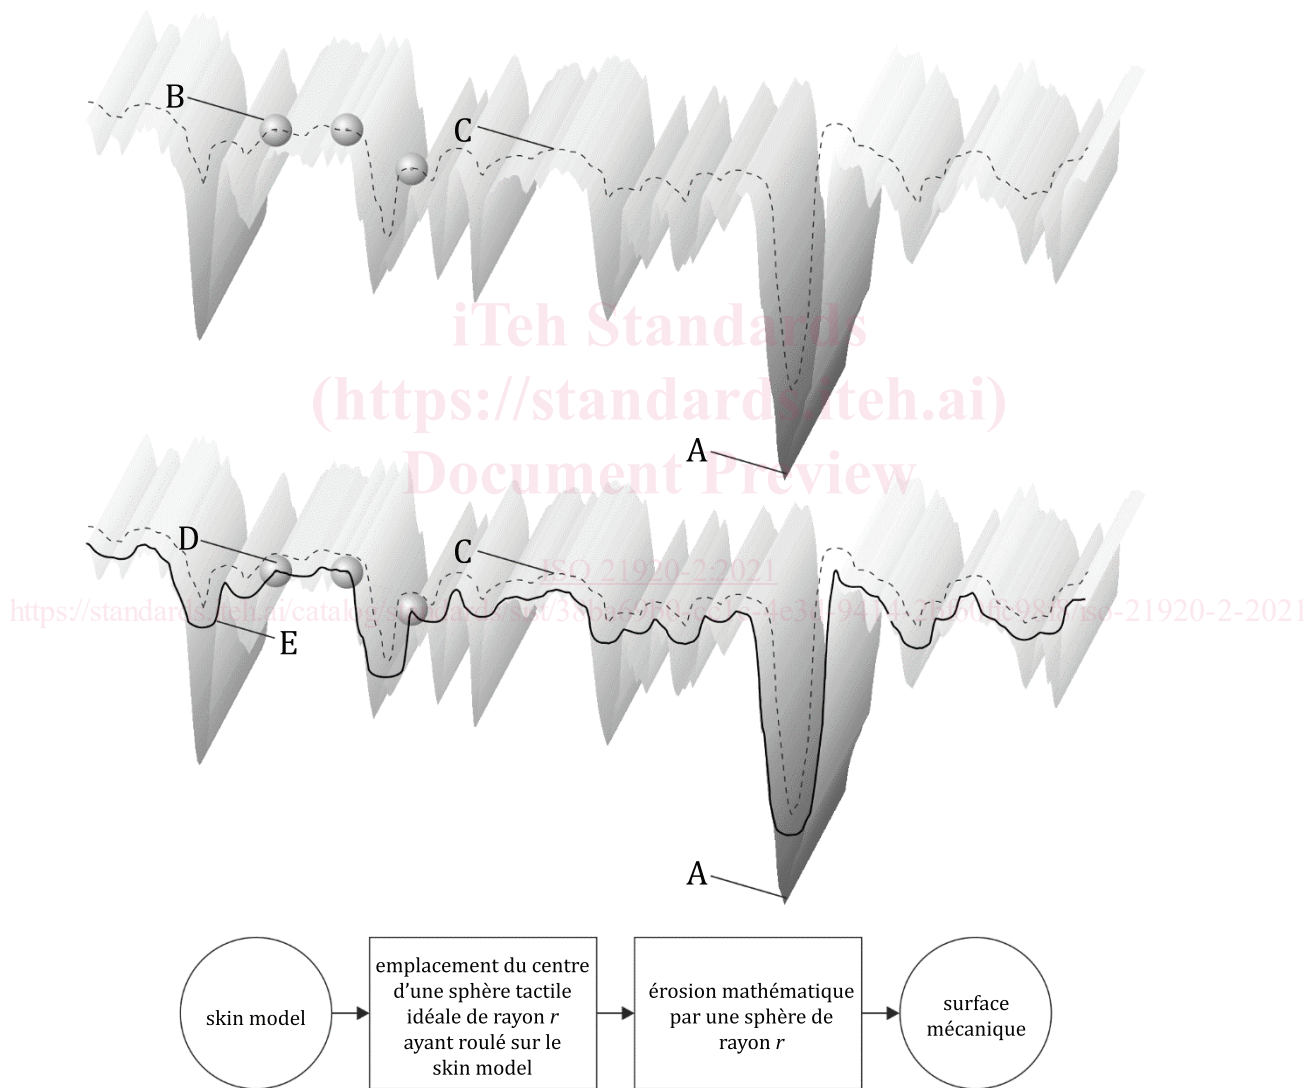 B
C
iTeh Standards
(https://standards.iteh.ai)
A
Document Preview
D
C
ISO 21920-2:2021
E
A
skin model
emplacement du centre
d’une sphère tactile
idéale de rayon r
ayant roulé sur le
skin model
érosion mathématique
par une sphère de
rayon r
surface
mécanique